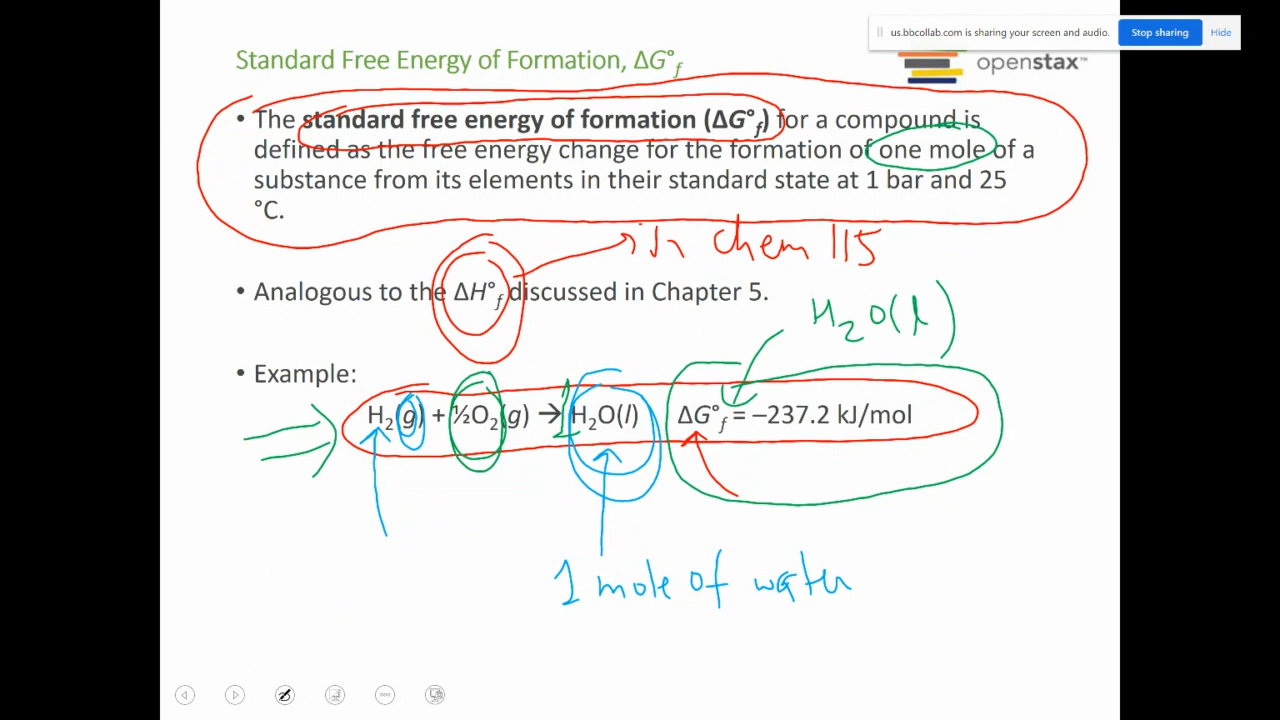 us.bbcollab.com is sharing your screen and audio. Stop sharing Hide
Standard Free Energy of Formation, ΔG°f
openstax™
• The standard free energy of formation (ΔG°f) for a compound is
defined as the free energy change for the formation of one mole of a
substance from its elements in their standard state at 1 bar and 25
°C.
in chem 115
• Analogous to the ΔH°f discussed in Chapter 5.
H2O(l)
• Example:
H2(g) + ½O2(g) → 1 H2O(l) ΔG°f = –237.2 kJ/mol
1 mole of water